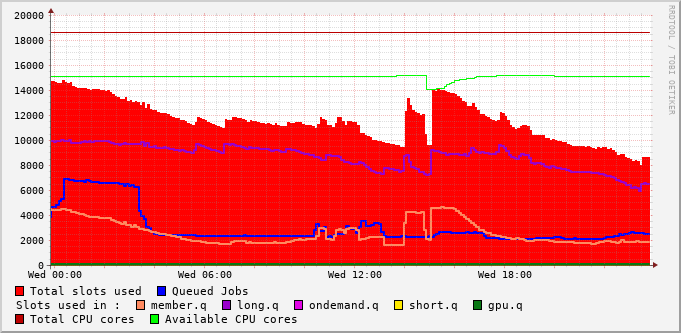 20000
18000
16000
14000
12000
10000
8000
6000
4000
2000
0
Wed 00:00 Wed 06:00 Wed 12:00 Wed 18:00
RRDTOOL / TOBI OETIKER
Total slots used Queued Jobs
Slots used in : member.q long.q ondemand.q short.q gpu.q
Total CPU cores Available CPU cores